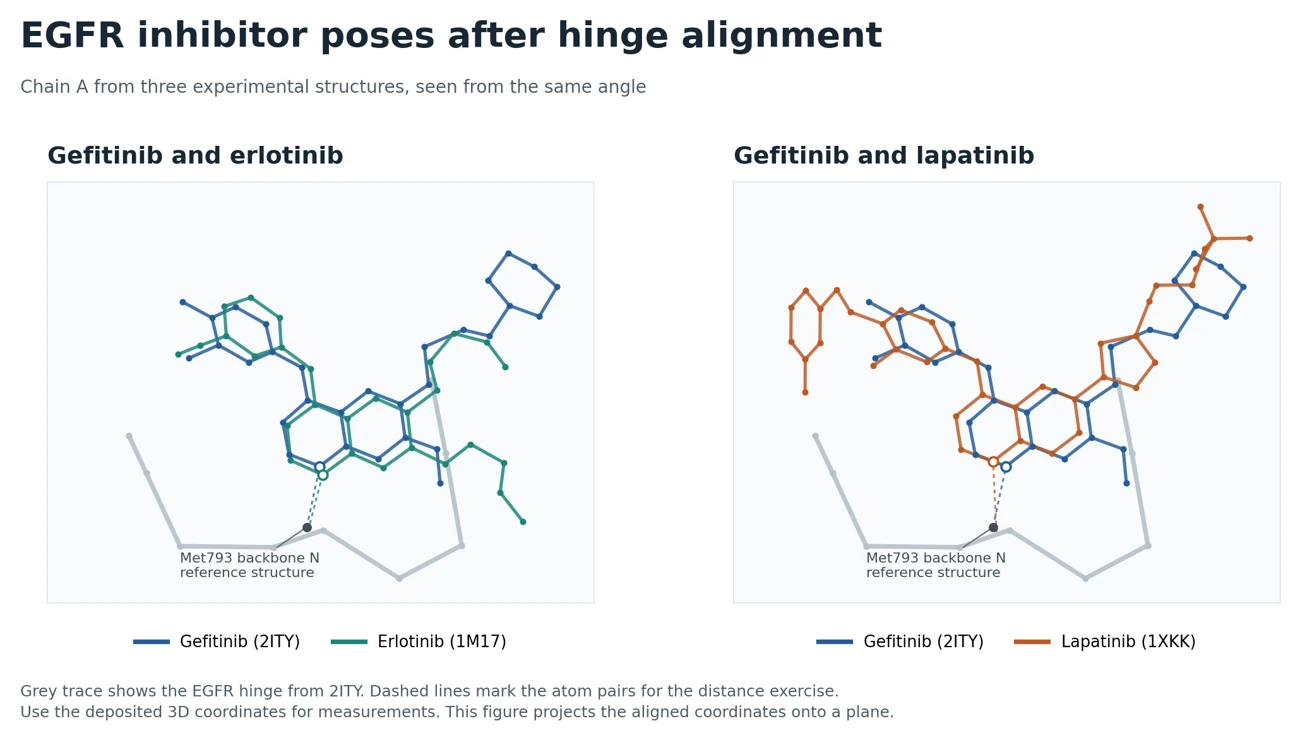 EGFR inhibitor poses after hinge alignment
Chain A from three experimental structures, seen from the same angle
Gefitinib and erlotinib
Met793 backbone N
reference structure
Gefitinib (2ITY)
Erlotinib (1M17)
Gefitinib and lapatinib
Met793 backbone N
reference structure
Gefitinib (2ITY)
Lapatinib (1XKK)
Grey trace shows the EGFR hinge from 2ITY. Dashed lines mark the atom pairs for the distance exercise.
Use the deposited 3D coordinates for measurements. This figure projects the aligned coordinates onto a plane.